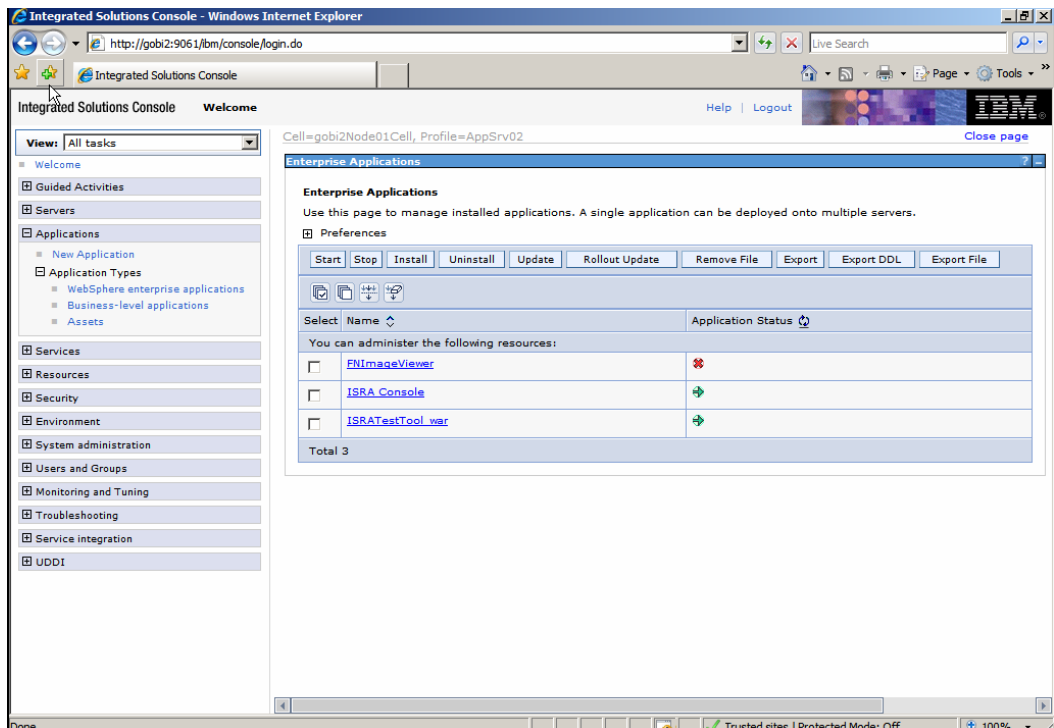 Integrated Solutions Console - Windows Internet Explorer
http://gobi2:9061/ibm/console/login.do
Live Search
Integrated Solutions Console
Page
Tools
»
Integrated Solutions Console Welcome
Help | Logout
IBM®
View: All tasks
Welcome
Guided Activities
Servers
Applications
New Application
Application Types
WebSphere enterprise applications
Business-level applications
Assets
Services
Resources
Security
Environment
System administration
Users and Groups
Monitoring and Tuning
Troubleshooting
Service integration
UDDI
Cell=gobi2Node01Cell, Profile=AppSrv02
Close page
Enterprise Applications
? -
Enterprise Applications
Use this page to manage installed applications. A single application can be deployed onto multiple servers.
Preferences
Start Stop Install Uninstall Update Rollout Update Remove File Export Export DDL Export File
Select Name Application Status
You can administer the following resources:
FNImageViewer
ISRA Console
ISRATestTool war
Total 3
Done
Trusted sites | Protected Mode: Off
100%